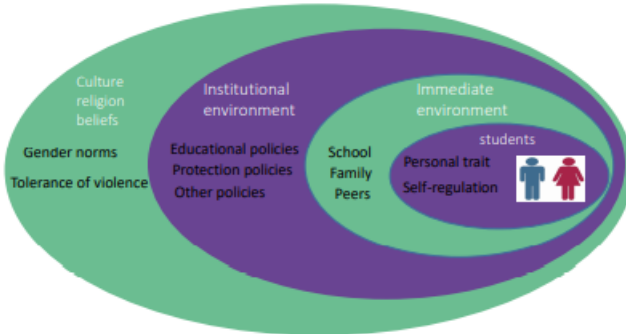 Culture
religion
beliefs
Gender norms
Tolerance of violence
Institutional
environment
Educational policies
Protection policies
Other policies
Immediate
environment
School
Family
Peers
students
Personal trait
Self-regulation